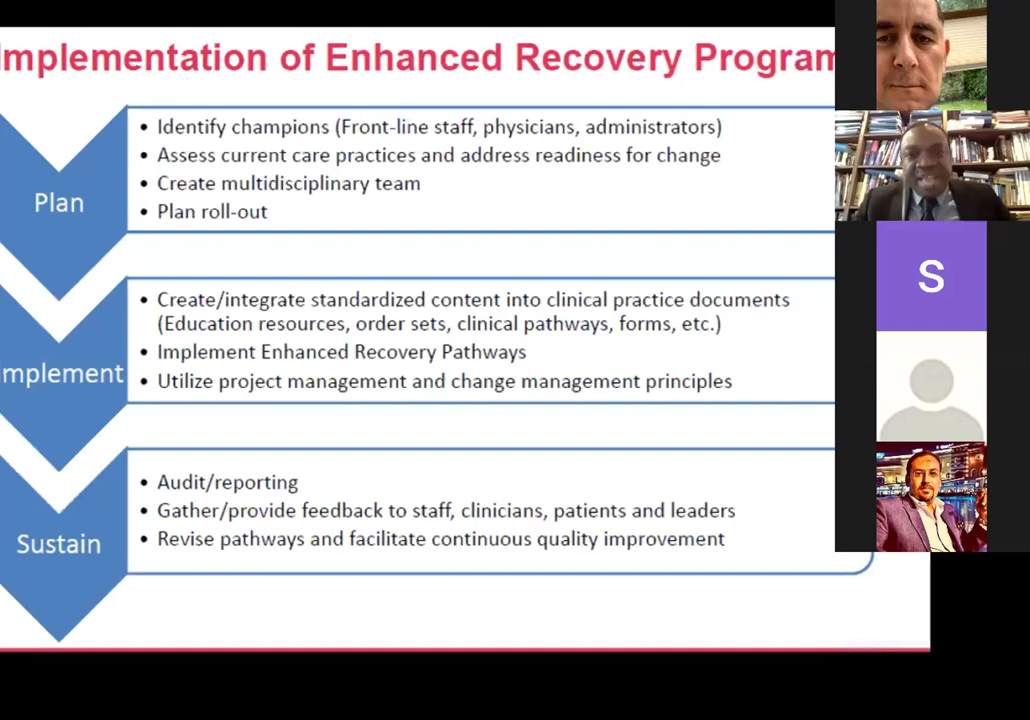 Implementation of Enhanced Recovery Program
Plan
• Identify champions (Front-line staff, physicians, administrators)
• Assess current care practices and address readiness for change
• Create multidisciplinary team
• Plan roll-out
mplement
• Create/integrate standardized content into clinical practice documents
(Education resources, order sets, clinical pathways, forms, etc.)
• Implement Enhanced Recovery Pathways
• Utilize project management and change management principles
Sustain
• Audit/reporting
• Gather/provide feedback to staff, clinicians, patients and leaders
• Revise pathways and facilitate continuous quality improvement
S